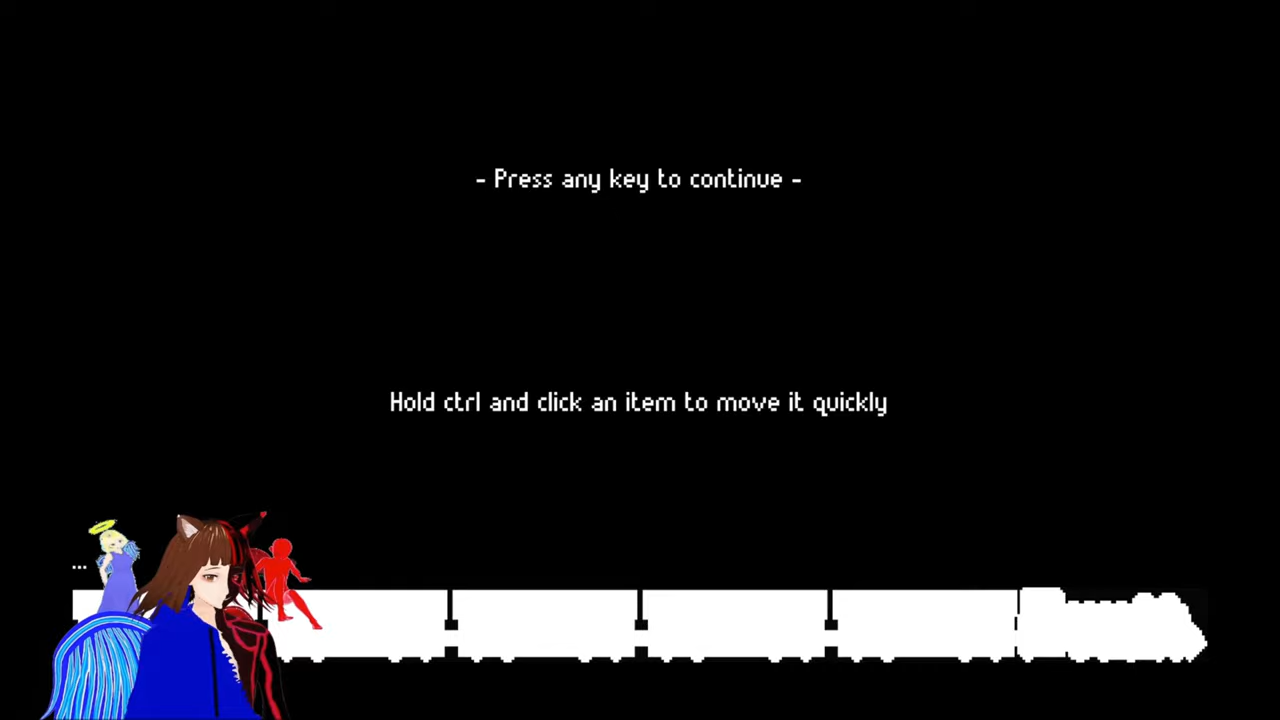 - Press any key to continue -
Hold ctrl and click an item to move it quickly
...